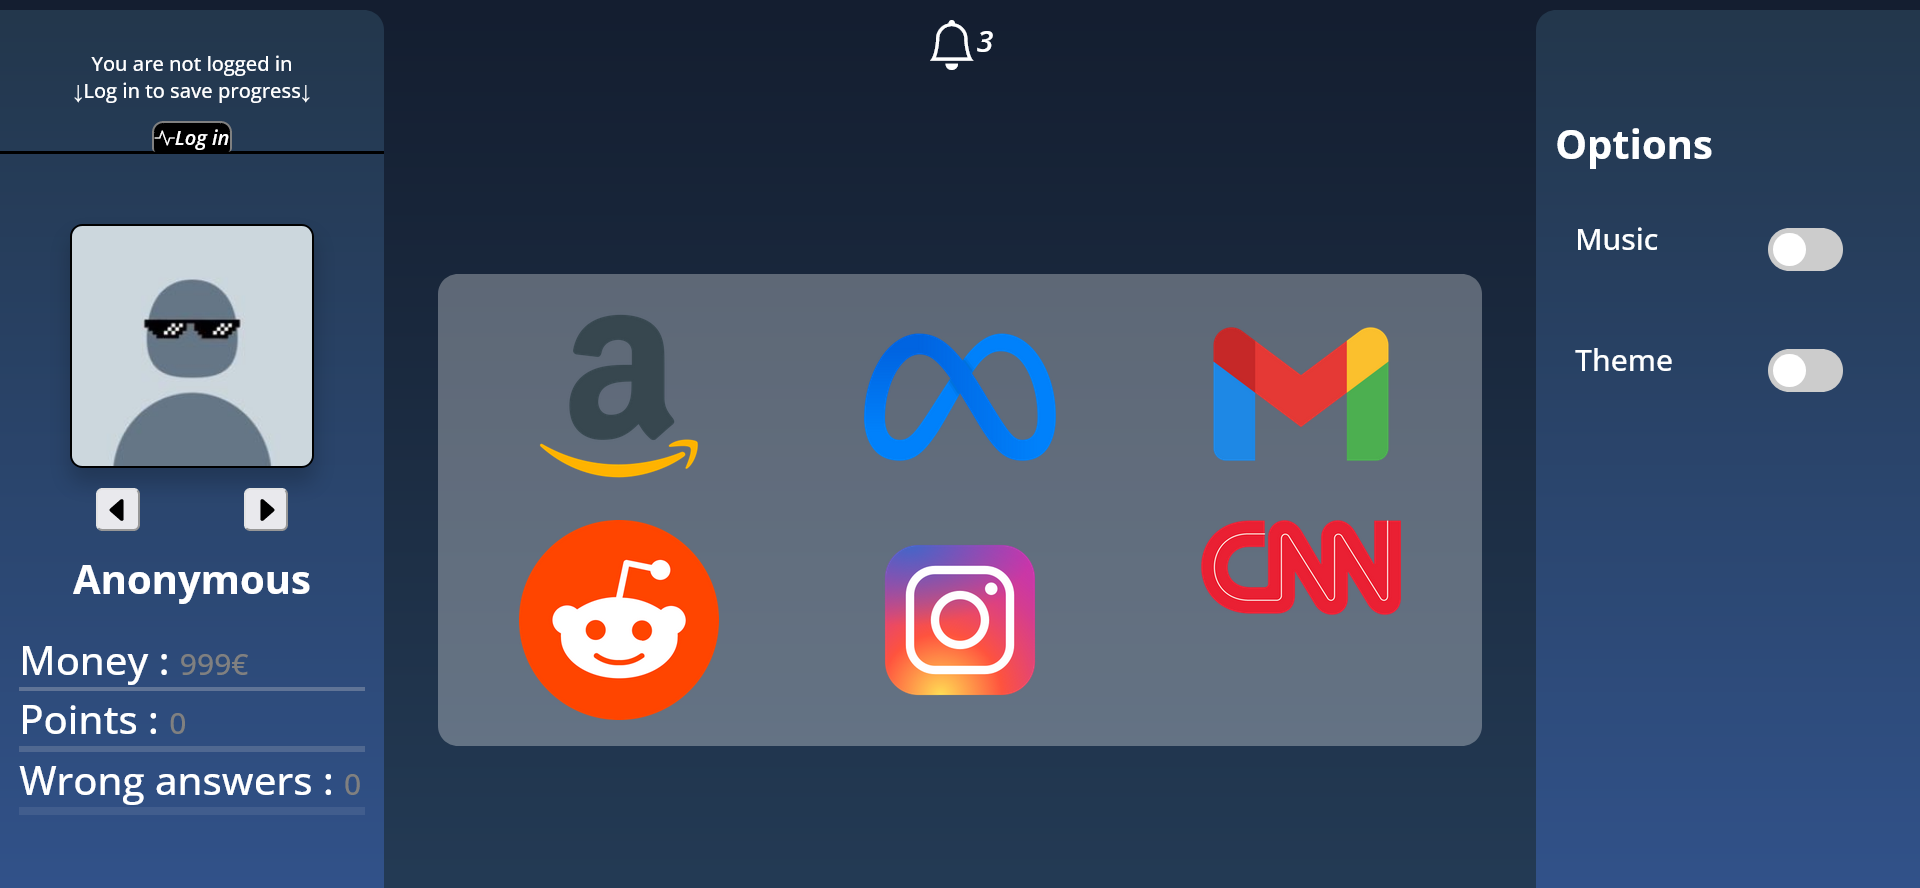 You are not logged in
↓Log in to save progress↓
Log in
Anonymous
Money : 999€
Points : 0
Wrong answers : 0
3
a
CNN
Options
Music
Theme